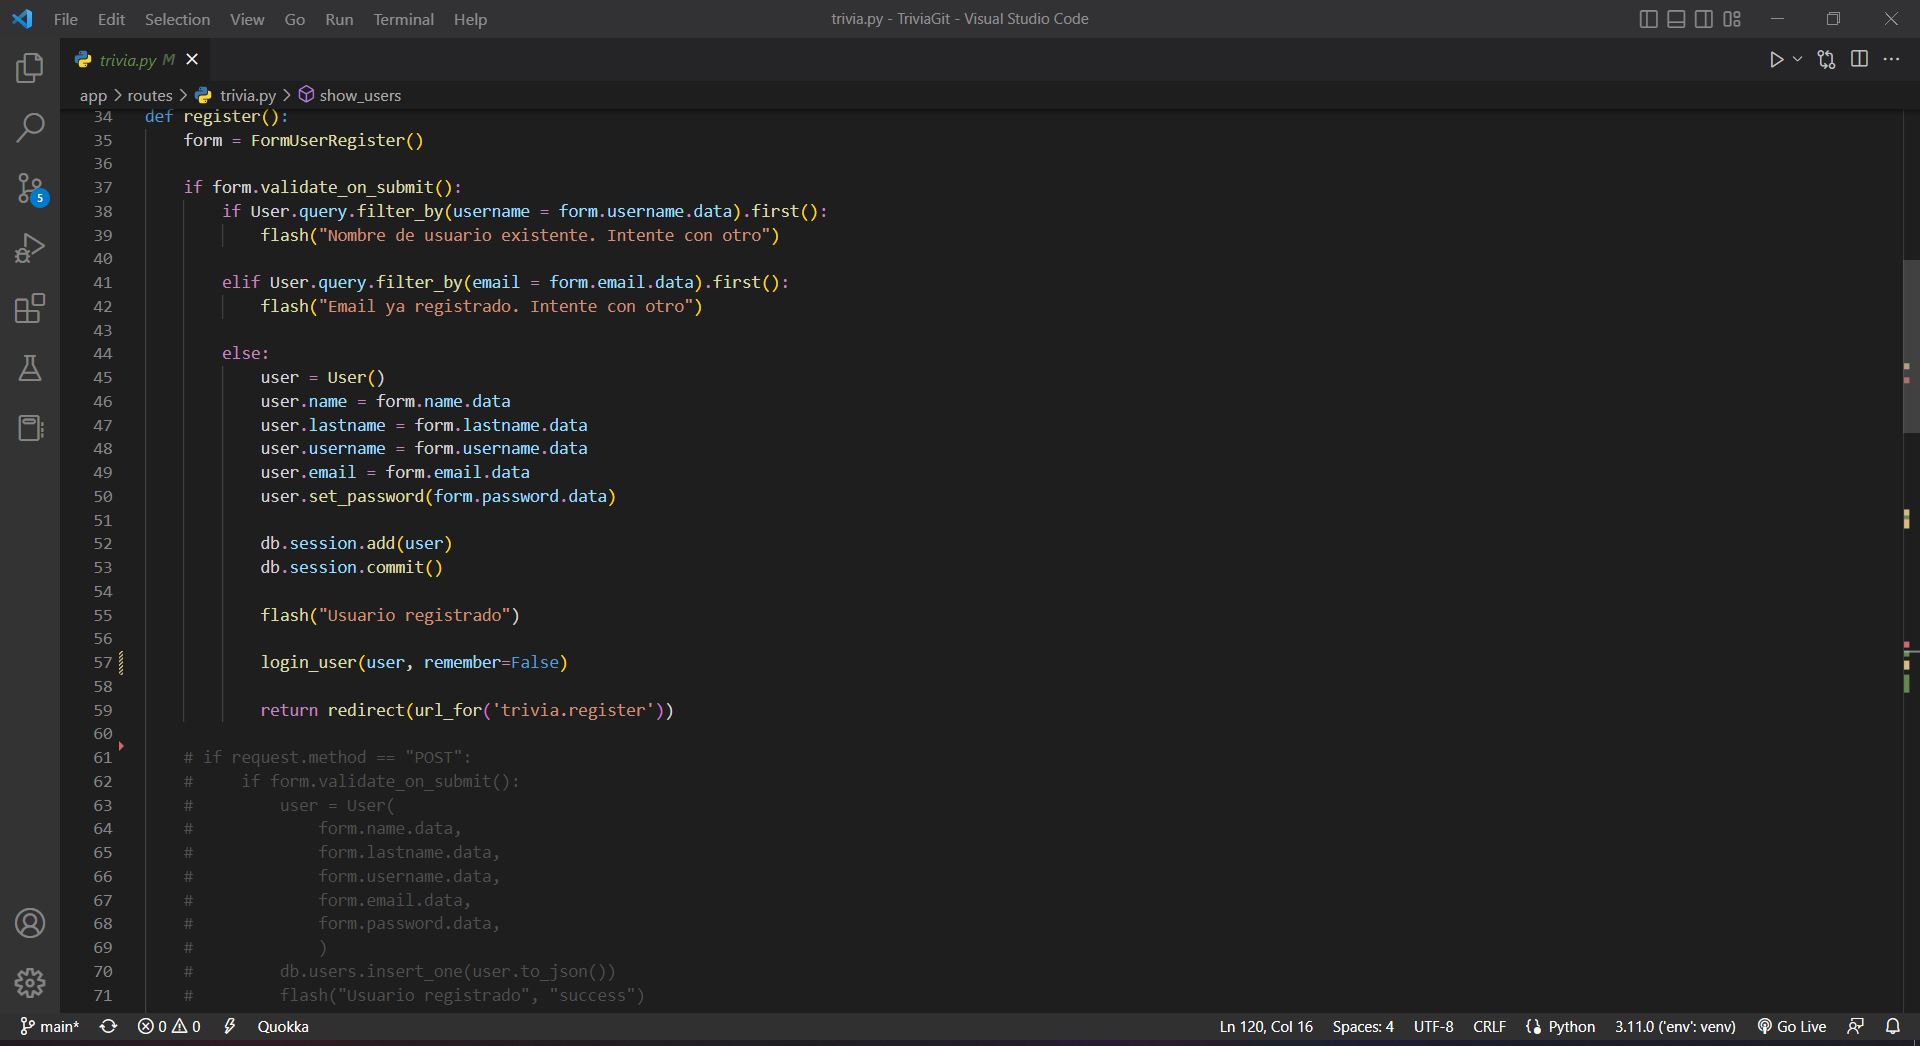 File Edit Selection View Go Run Terminal Help trivia.py - TriviaGit - Visual Studio Code
trivia.py M
app > routes > trivia.py > show_users
34 def register():
35 form = FormUserRegister()
36
37 if form.validate_on_submit():
38 if User.query.filter_by(username = form.username.data).first():
39 flash("Nombre de usuario existente. Intente con otro")
40
41 elif User.query.filter_by(email = form.email.data).first():
42 flash("Email ya registrado. Intente con otro")
43
44 else:
45 user = User()
46 user.name = form.name.data
47 user.lastname = form.lastname.data
48 user.username = form.username.data
49 user.email = form.email.data
50 user.set_password(form.password.data)
51
52 db.session.add(user)
53 db.session.commit()
54
55 flash("Usuario registrado")
56
57 login_user(user, remember=False)
58
59 return redirect(url_for('trivia.register'))
60
61 # if request.method == "POST":
62 # if form.validate_on_submit():
63 # user = User(
64 # form.name.data,
65 # form.lastname.data,
66 # form.username.data,
67 # form.email.data,
68 # form.password.data,
69 # )
70 # db.users.insert_one(user.to_json())
71 # flash("Usuario registrado", "success")
5
main* 0 0 Quokka Ln 120, Col 16 Spaces: 4 UTF-8 CRLF Python 3.11.0 ('env': venv) Go Live